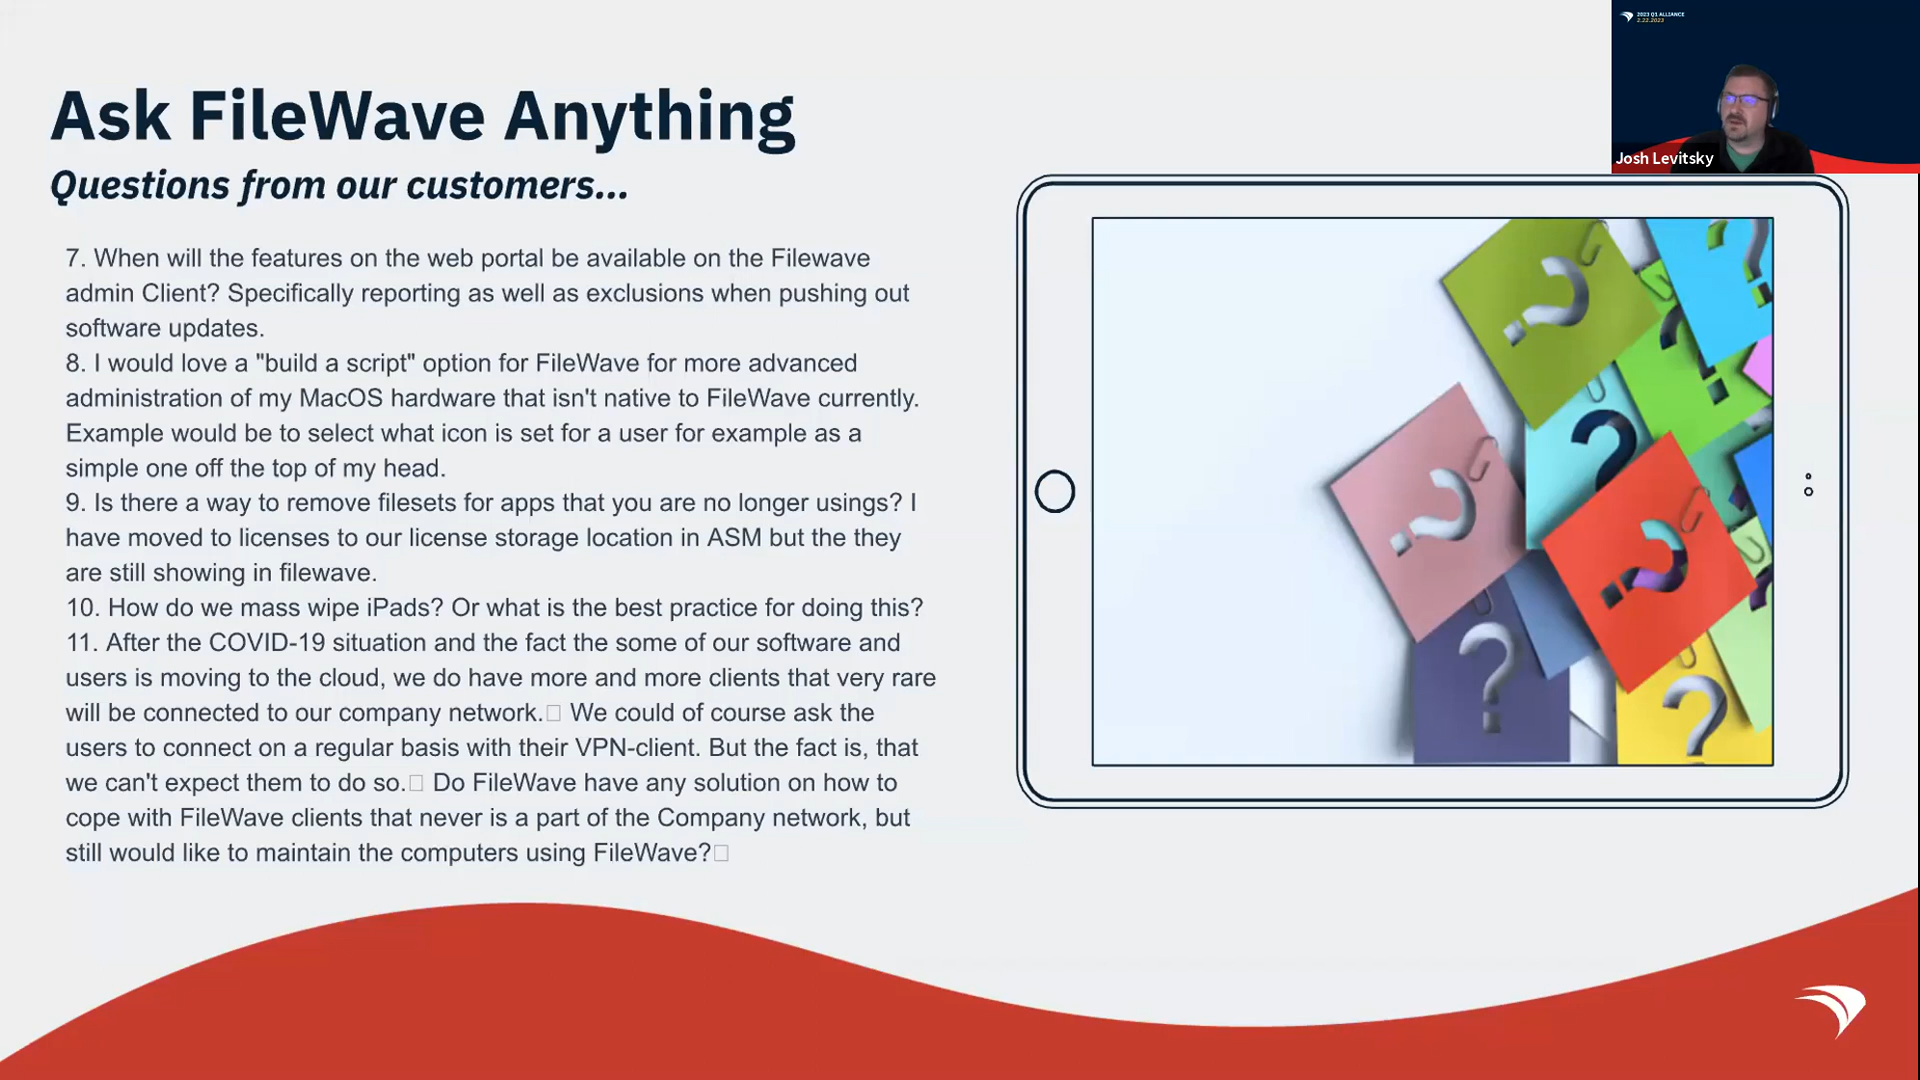 2023 Q1 ALLIANCE
2.22.2023
Josh Levitsky
Ask FileWave Anything
Questions from our customers...
7. When will the features on the web portal be available on the Filewave
admin Client? Specifically reporting as well as exclusions when pushing out
software updates.
8. I would love a "build a script" option for FileWave for more advanced
administration of my MacOS hardware that isn't native to FileWave currently.
Example would be to select what icon is set for a user for example as a
simple one off the top of my head.
9. Is there a way to remove filesets for apps that you are no longer usings? I
have moved to licenses to our license storage location in ASM but the they
are still showing in filewave.
10. How do we mass wipe iPads? Or what is the best practice for doing this?
11. After the COVID-19 situation and the fact the some of our software and
users is moving to the cloud, we do have more and more clients that very rare
will be connected to our company network.□ We could of course ask the
users to connect on a regular basis with their VPN-client. But the fact is, that
we can't expect them to do so.□ Do FileWave have any solution on how to
cope with FileWave clients that never is a part of the Company network, but
still would like to maintain the computers using FileWave?□
?
?
?
?
?
?
?
?